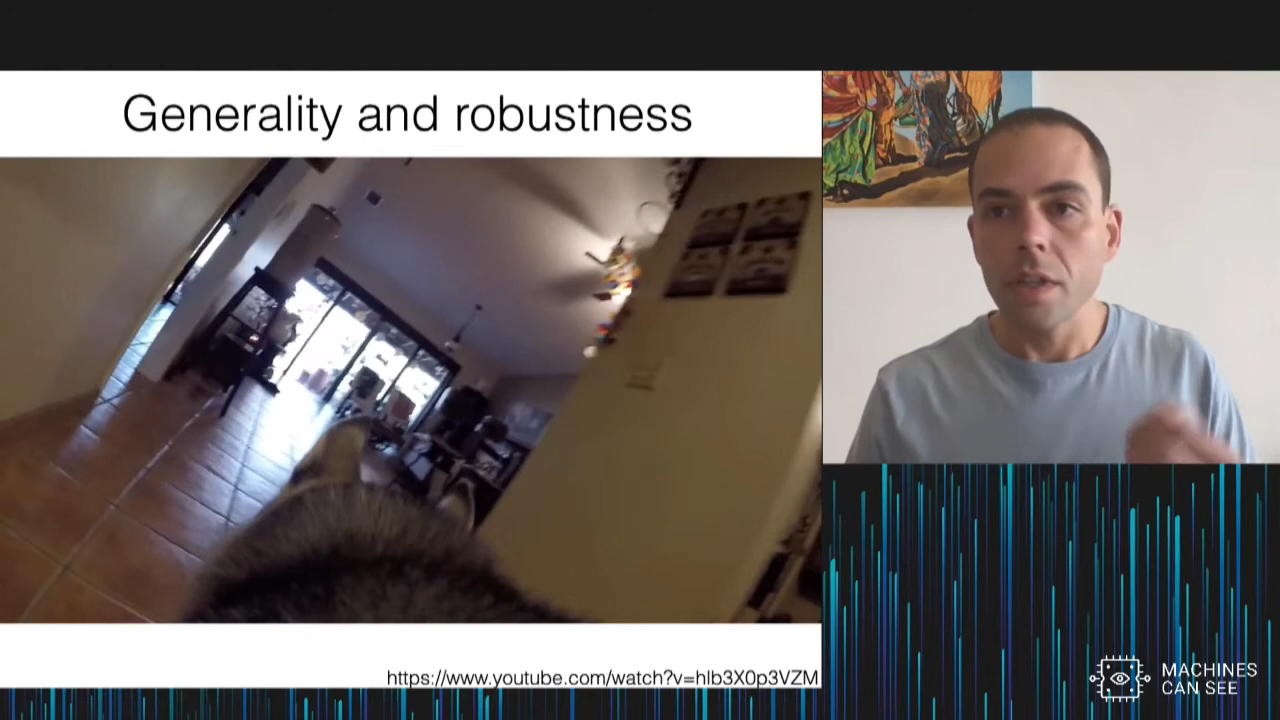 Generality and robustness
https://www.youtube.com/watch?v=hlb3X0p3VZM
MACHINES
CAN SEE